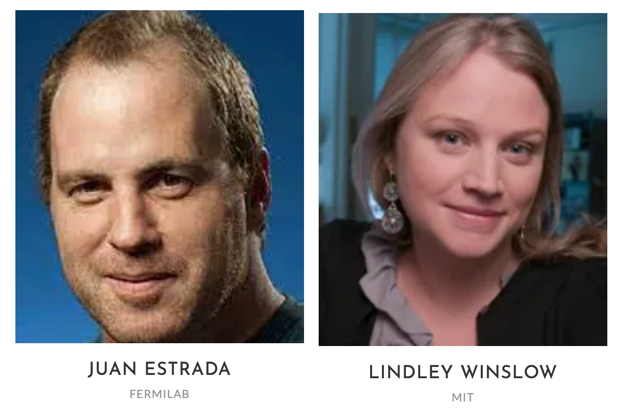 JUAN ESTRADA
FERMILAB
LINDLEY WINSLOW
MIT